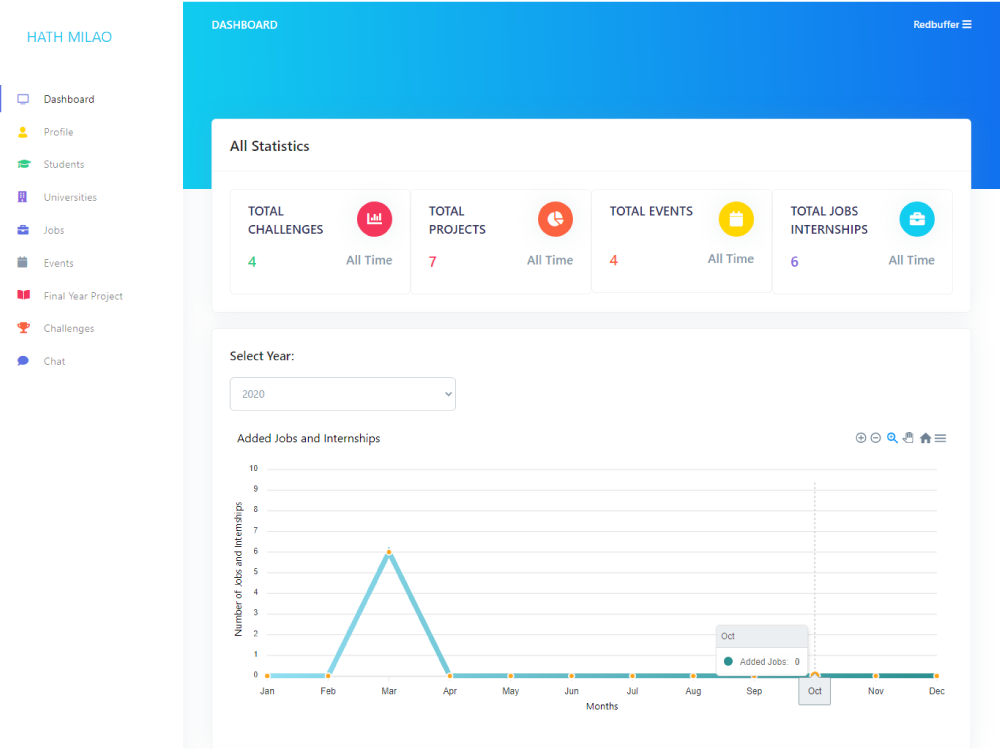 HATH MILAO
Dashboard
Profile
Students
Universities
Jobs
Events
Final Year Project
Challenges
Chat
DASHBOARD
Redbuffer
All Statistics
TOTAL
CHALLENGES
4
All Time
TOTAL
PROJECTS
7
All Time
TOTAL EVENTS
4
All Time
TOTAL JOBS
INTERNSHIPS
6
All Time
Select Year:
2020
Added Jobs and Internships
Number of Jobs and Internships
10
9
8
7
6
5
4
3
2
1
0
Oct
Added Jobs: 0
Jan Feb Mar Apr May Jun Jul Aug Sep Oct Nov Dec
Months